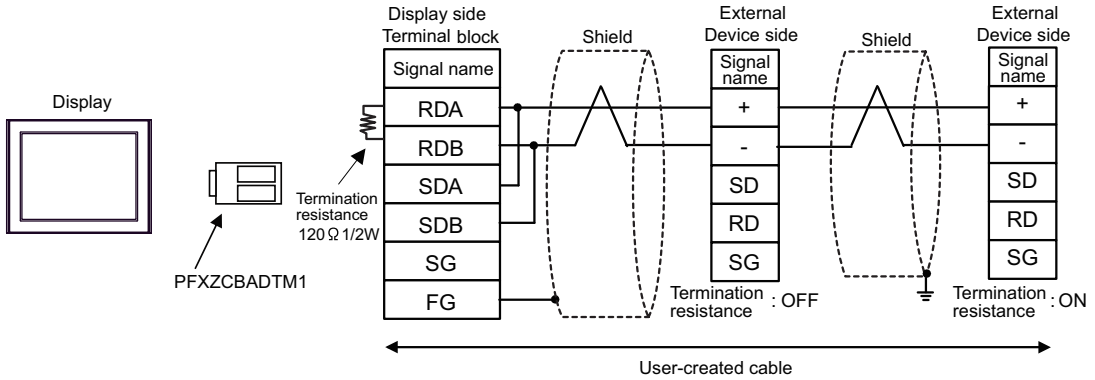 Display
PFXZCBADTM1
Termination
resistance
120Ω 1/2W
Display side
Terminal block
Signal name
RDA
RDB
SDA
SDB
SG
FG
Shield
External
Device side
Signal
name
+
-
SD
RD
SG
Termination
resistance : OFF
Shield
External
Device side
Signal
name
+
-
SD
RD
SG
Termination
resistance : ON
User-created cable